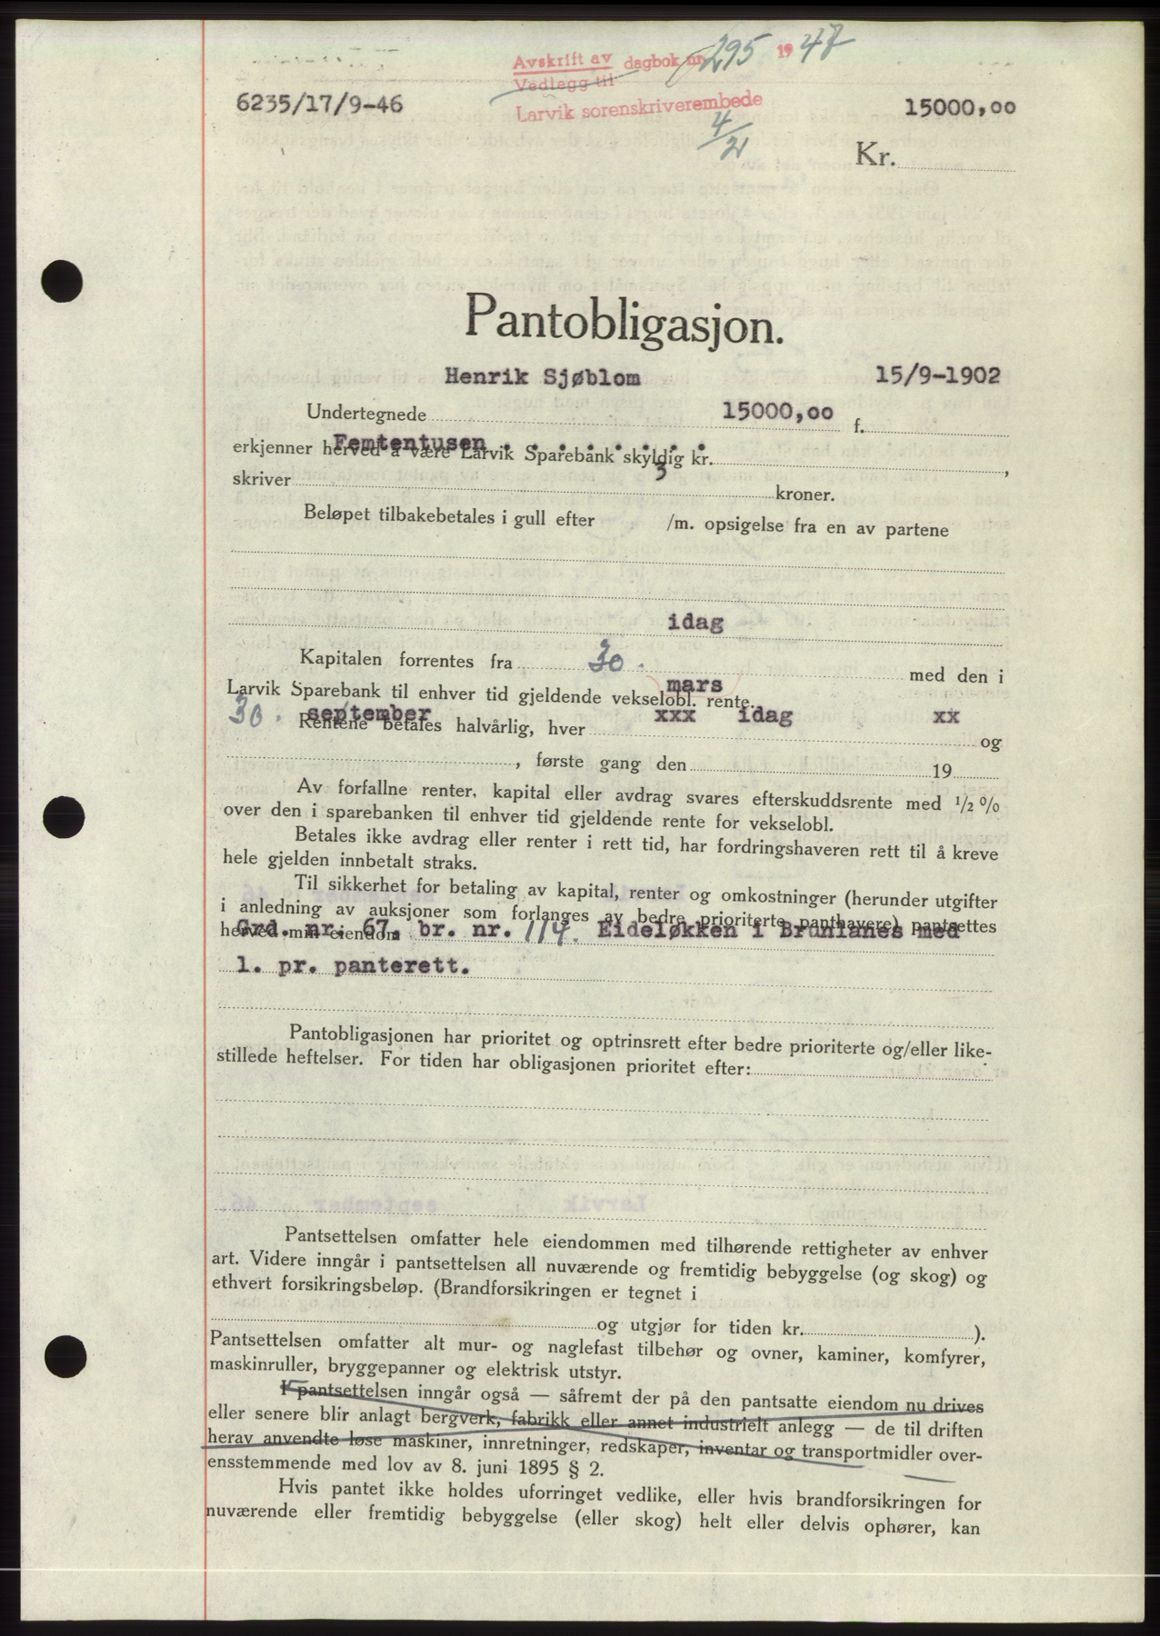 Avskrift av dagbok nr. 295 1947
Vedlegg til
Larvik sorenskriverembede
4/2
6235/17/9-46
15000,00
Kr.
Pantobligasjon.
Henrik Sjøblom 15/9-1902
Undertegnede 15000,00 f.
Femtentusen
erkjenner herved å være Larvik Sparebank skyldig kr. ,
skriver kroner.
3
Beløpet tilbakebetales i gull efter /m. opsigelse fra en av partene
idag
Kapitalen forrentes fra 30. med den i
mars
Larvik Sparebank til enhver tid gjeldende vekselobl. rente.
30. september xxx idag xx
Rentene betales halvårlig, hver og
, første gang den 19
Av forfallne renter, kapital eller avdrag svares efterskuddsrente med 1/2 %
over den i sparebanken til enhver tid gjeldende rente for vekselobl.
Betales ikke avdrag eller renter i rett tid, har fordringshaveren rett til å kreve
hele gjelden innbetalt straks.
Til sikkerhet for betaling av kapital, renter og omkostninger (herunder utgifter
i anledning av auksjoner som forlanges av bedre prioriterte panthavere) pantsettes
herved min eiendom
Grd. nr. 67. br. nr. 114. Eideløkken i Brunlanes med
1. pr. panterett.
Pantobligasjonen har prioritet og optrinsrett efter bedre prioriterte og/eller like-
stillede heftelser. For tiden har obligasjonen prioritet efter:
Pantsettelsen omfatter hele eiendommen med tilhørende rettigheter av enhver
art. Videre inngår i pantsettelsen all nuværende og fremtidig bebyggelse (og skog) og
ethvert forsikringsbeløp. (Brandforsikringen er tegnet i
og utgjør for tiden kr. ).
Pantsettelsen omfatter alt mur- og naglefast tilbehør og ovner, kaminer, komfyrer,
maskinruller, bryggepanner og elektrisk utstyr.
I pantsettelsen inngår også — såfremt der på den pantsatte eiendom nu drives
eller senere blir anlagt bergverk, fabrikk eller annet industrielt anlegg — de til driften
herav anvendte løse maskiner, innretninger, redskaper, inventar og transportmidler over-
ensstemmende med lov av 8. juni 1895 § 2.
Hvis pantet ikke holdes uforringet vedlike, eller hvis brandforsikringen for
nuværende eller fremtidig bebyggelse (eller skog) helt eller delvis ophører, kan